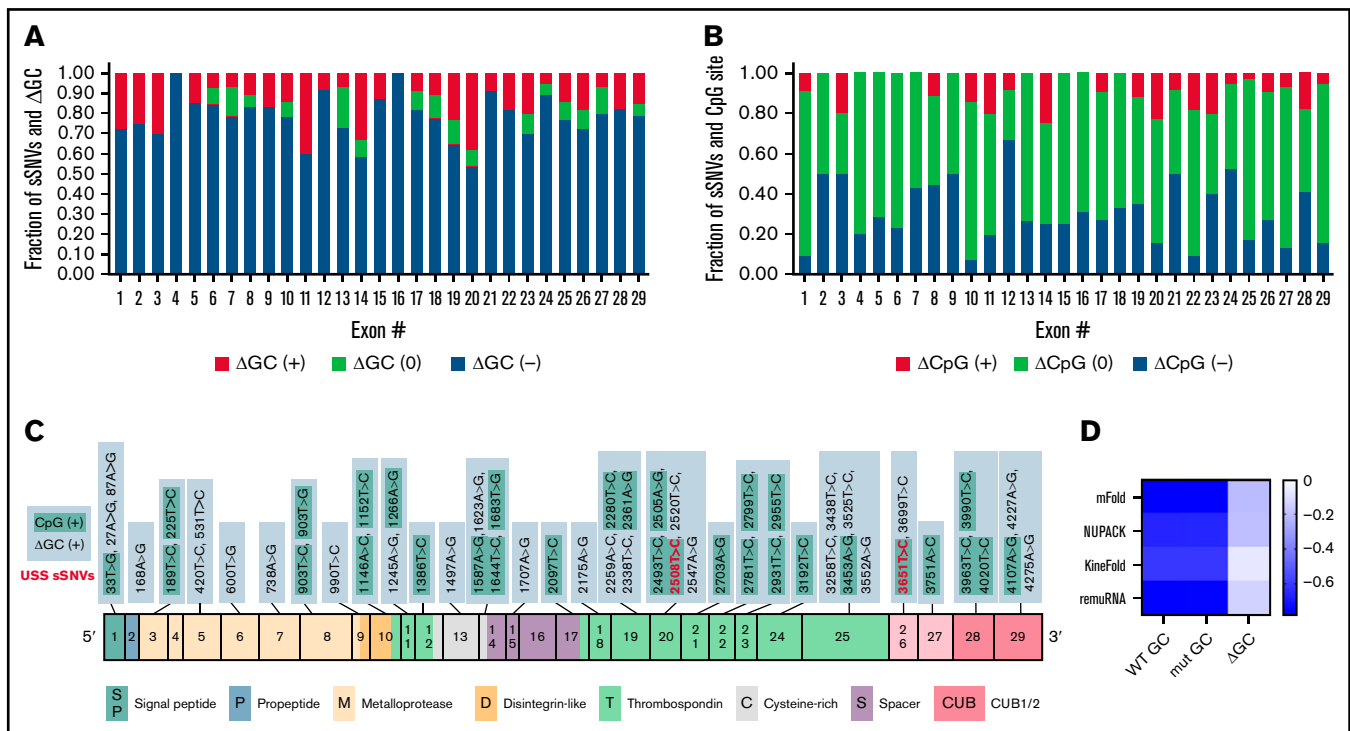 A
Fraction of sSNVs and ΔGC
1.00
0.90
0.80
0.70
0.60
0.50
0.40
0.30
0.20
0.10
0.00
1 2 3 4 5 6 7 8 9 10 11 12 13 14 15 16 17 18 19 20 21 22 23 24 25 26 27 28 29
Exon #
ΔGC (+) ΔGC (0) ΔGC (–)
B
Fraction of sSNVs and CpG site
1.00
0.80
0.60
0.40
0.20
0.00
1 2 3 4 5 6 7 8 9 10 11 12 13 14 15 16 17 18 19 20 21 22 23 24 25 26 27 28 29
Exon #
ΔCpG (+) ΔCpG (0) ΔCpG (–)
C
CpG (+)
ΔGC (+)
USS sSNVs
33T>G, 27A>G, 87A>G
168A>G
189T>C, 225T>C
420T>C, 531T>C
600T>G
738A>G
903T>C, 903T>G
990T>C
1146A>C, 1152T>C
1245A>G, 1266A>G
1386T>C
1497A>G
1587A>G, 1623A>G,
1644T>C, 1683T>G
1707A>G
2097T>C
2175A>G
2259A>C, 2280T>C,
2338T>C, 2361A>G
2493T>C, 2505A>G,
2508T>C, 2520T>C,
2547A>G
2703A>G
2781T>C, 2799T>C
2931T>C, 2955T>C
3192T>C
3258T>C, 3438T>C,
3453A>G, 3525T>C,
3552A>G
3651T>C, 3699T>C
3751A>C
3963T>C, 3990T>C,
4020T>C
4107A>G, 4227A>G,
4275A>G
5′ 1 2 3 4 5 6 7 8 9 10 11 12 13 14 15 16 17 18 19 20 21 22 23 24 25 26 27 28 29 3′
SP Signal peptide P Propeptide M Metalloprotease D Disintegrin-like T Thrombospondin C Cysteine-rich S Spacer CUB CUB1/2
D
mFold
NUPACK
KineFold
remuRNA
WT GC mut GC ΔGC
0
–0.2
–0.4
–0.6